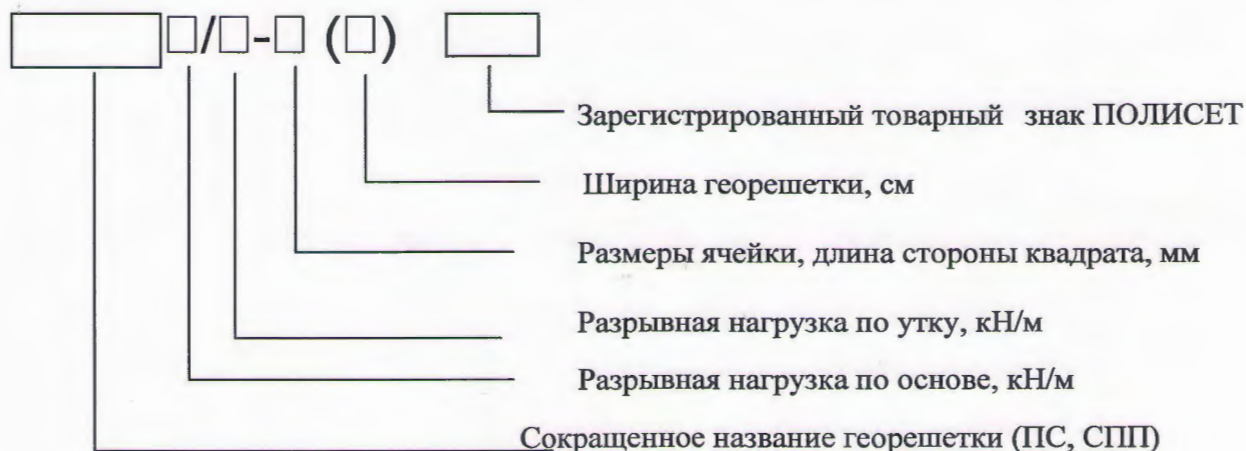 □/□-□ (□)
Зарегистрированный товарный знак ПОЛИСЕТ
Ширина георешетки, см
Размеры ячейки, длина стороны квадрата, мм
Разрывная нагрузка по утку, кН/м
Разрывная нагрузка по основе, кН/м
Сокращенное название георешетки (ПС, СПП)